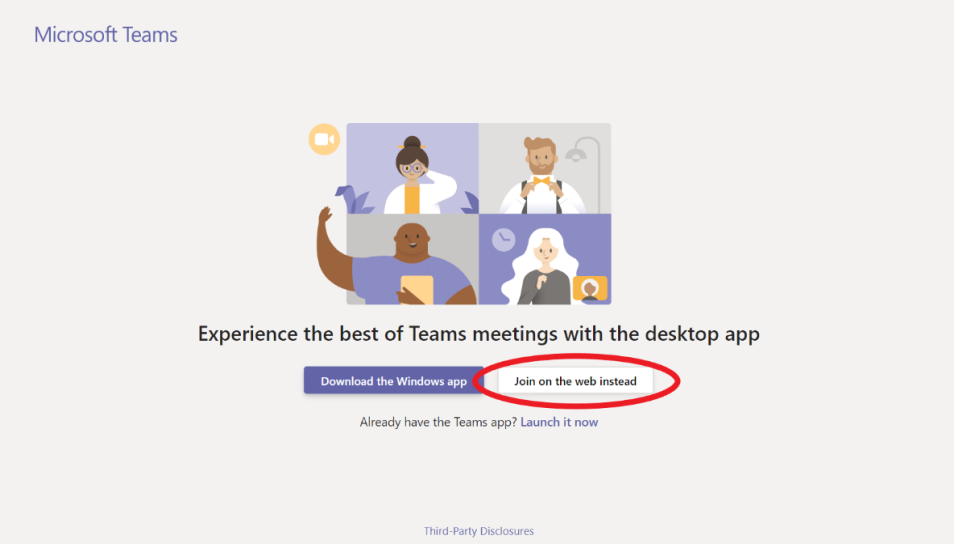 Microsoft Teams
Experience the best of Teams meetings with the desktop app
Download the Windows app
Join on the web instead
Already have the Teams app? Launch it now
Third-Party Disclosures